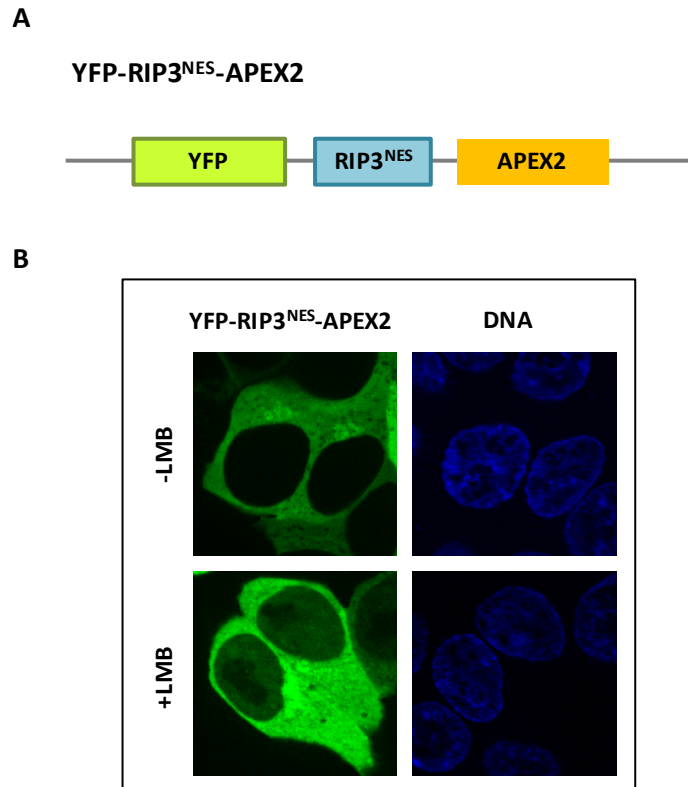 A
YFP-RIP3NES-APEX2
YFP RIP3NES APEX2
B
YFP-RIP3NES-APEX2 DNA
-LMB
+LMB